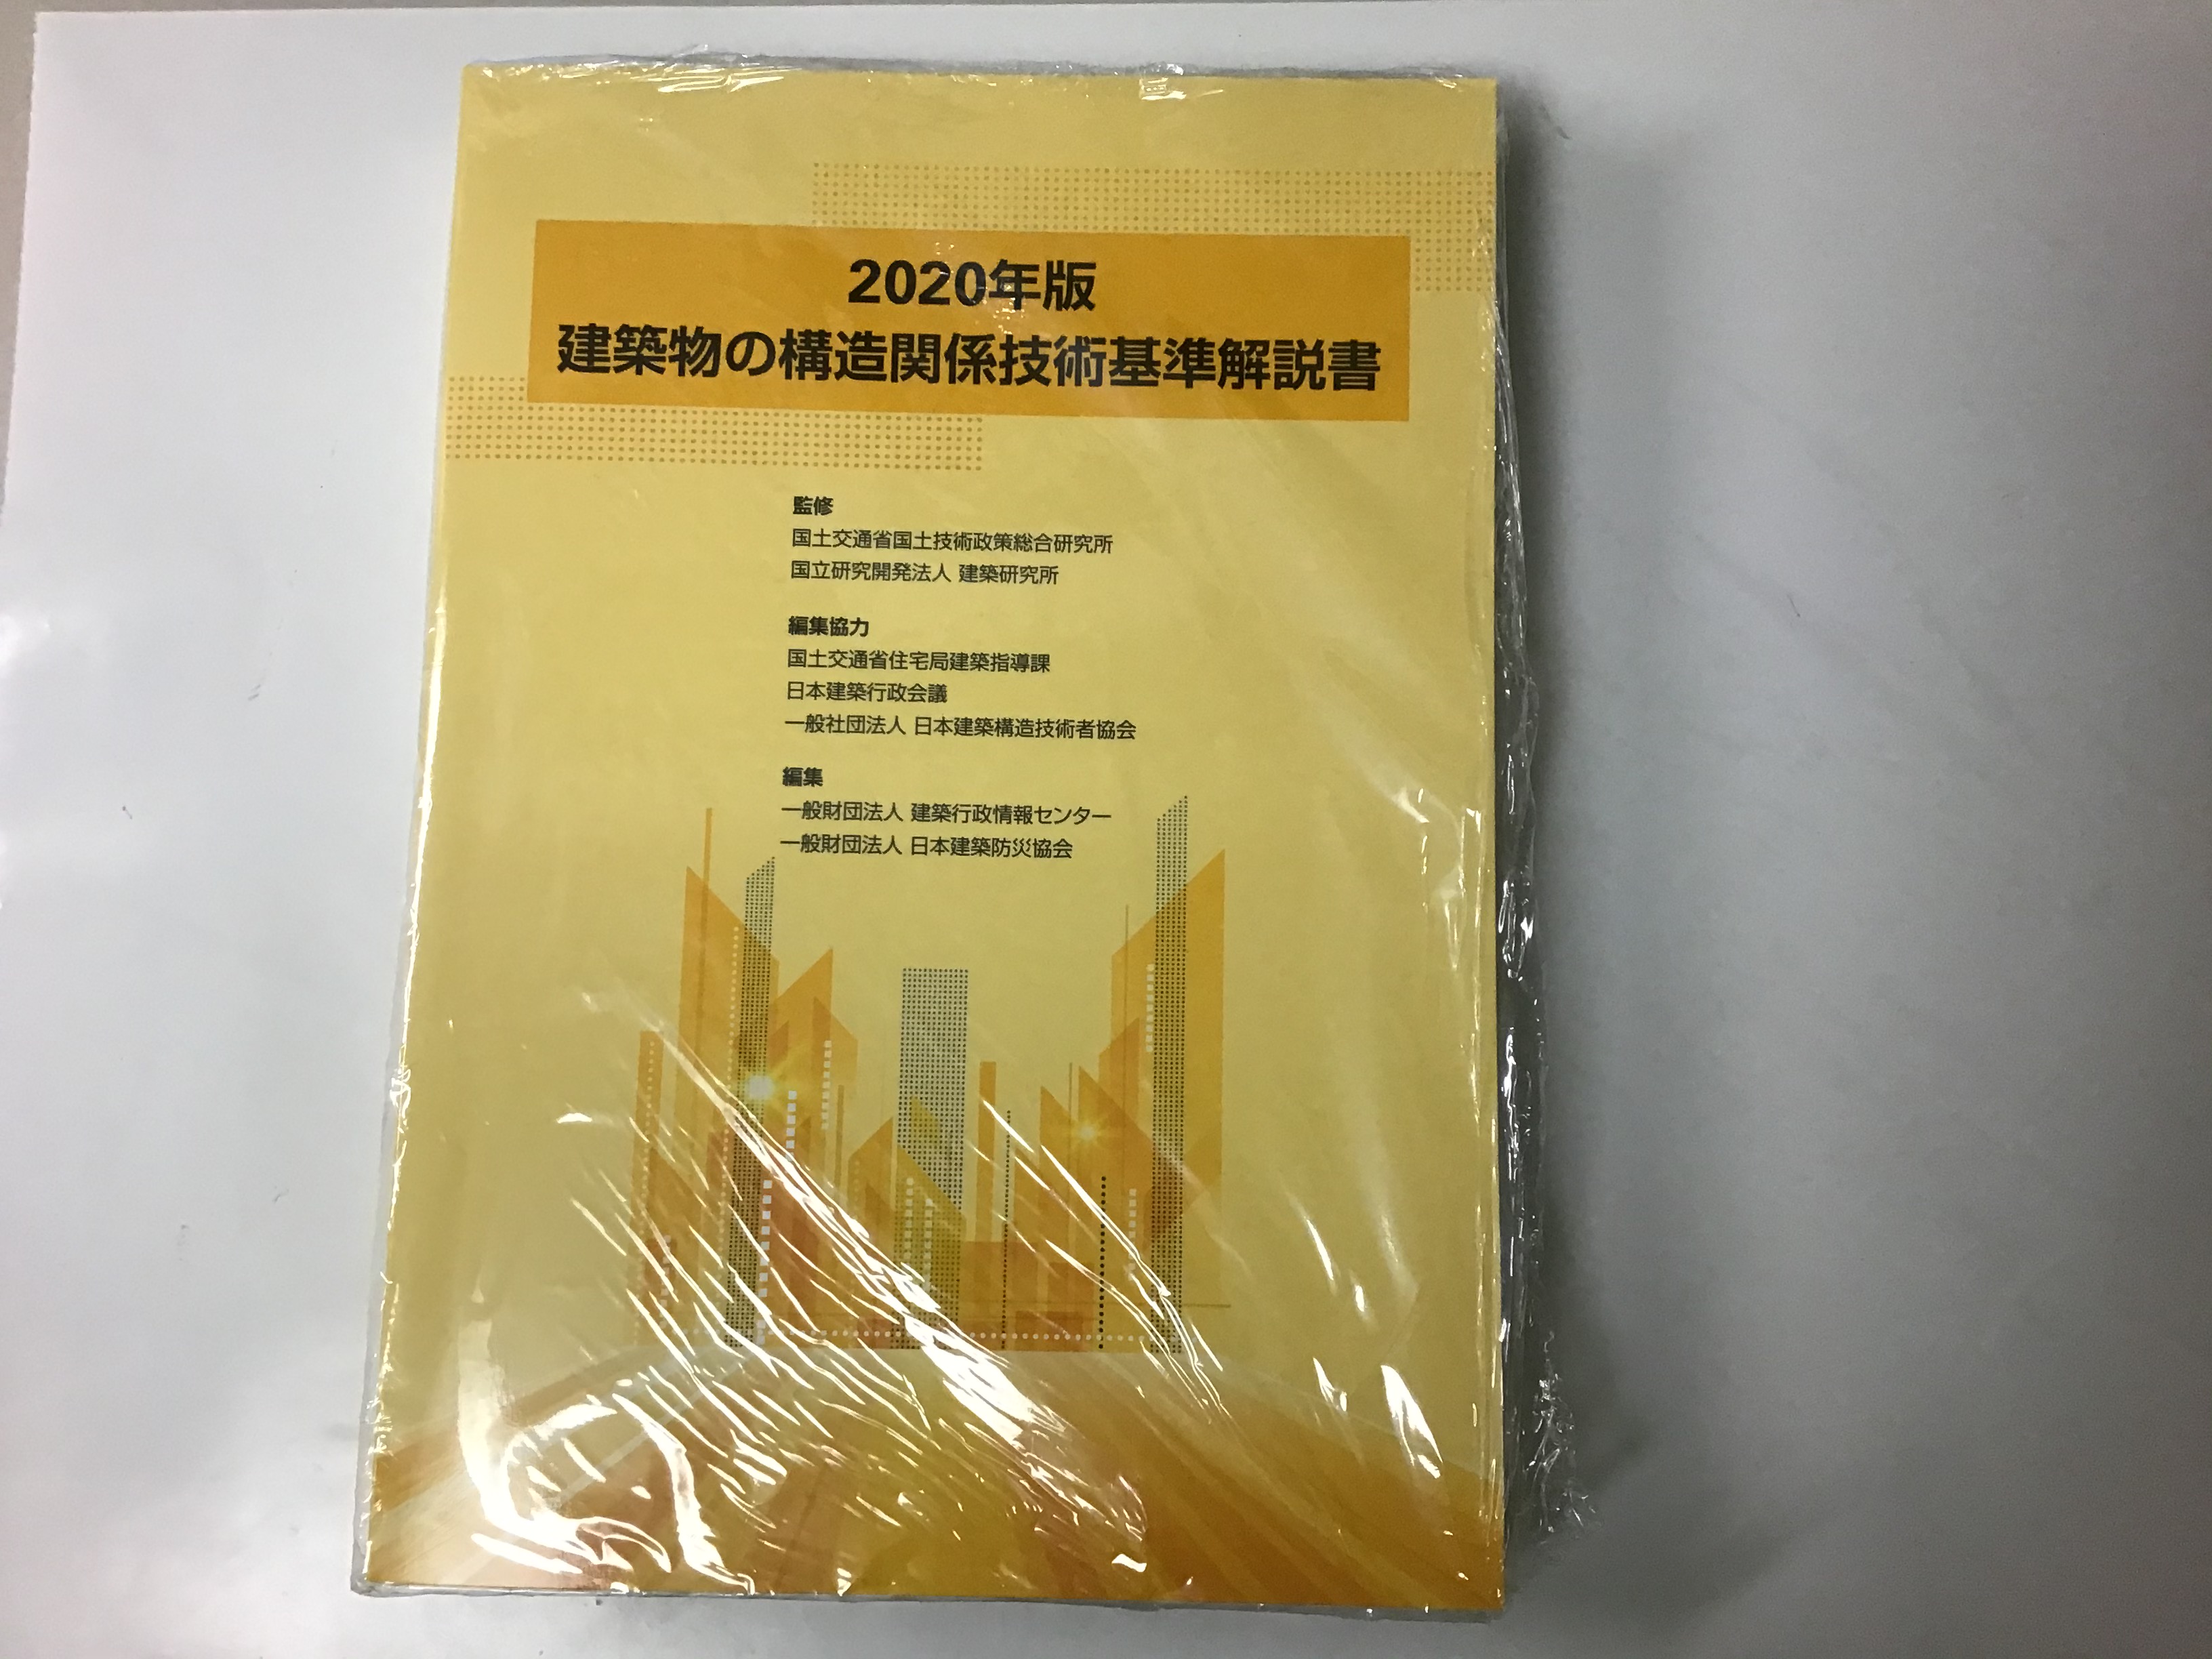 2020年版
建築物の構造関係技術基準解説書
監修
国土交通省国土技術政策総合研究所
国立研究開発法人 建築研究所
編集協力
国土交通省住宅局建築指導課
日本建築行政会議
一般社団法人 日本建築構造技術者協会
編集
一般財団法人 建築行政情報センター
一般財団法人 日本建築防災協会